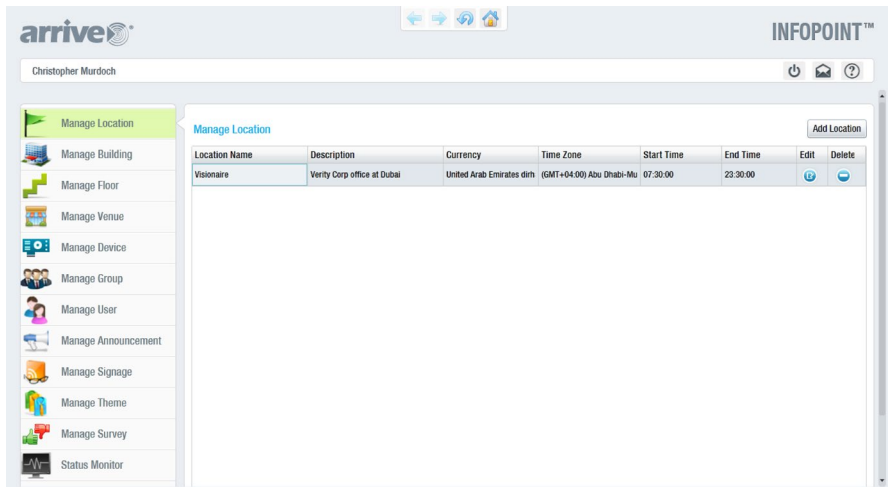 arrive
INFOPOINT™
Christopher Murdoch
Manage Location
Manage Building
Manage Floor
Manage Venue
Manage Device
Manage Group
Manage User
Manage Announcement
Manage Signage
Manage Theme
Manage Survey
Status Monitor
Manage Location
Add Location
Location Name Description Currency Time Zone Start Time End Time Edit Delete
Visionaire Verity Corp office at Dubai United Arab Emirates dirh (GMT+04:00) Abu Dhabi-Mu 07:30:00 23:30:00